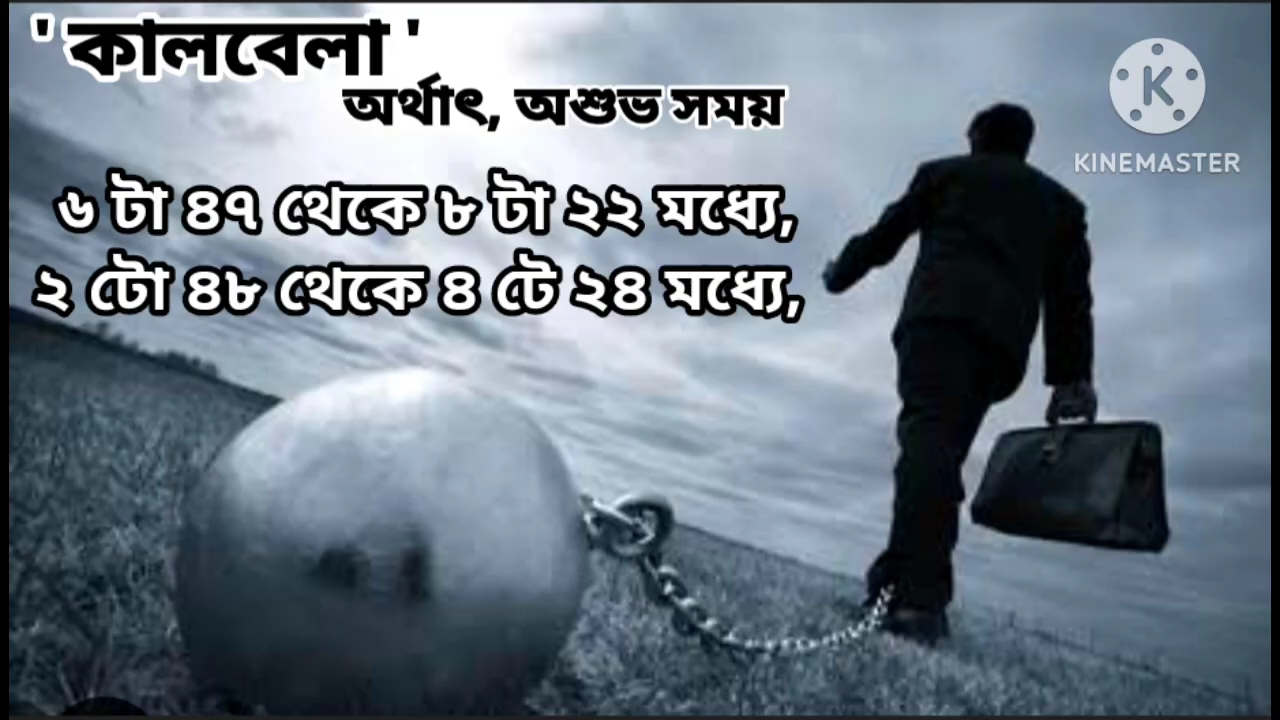 ' কালবেলা '
অর্থাৎ, অশুভ সময়
৬ টা ৪৭ থেকে ৮ টা ২২ মধ্যে,
২ টো ৪৮ থেকে ৪ টে ২৪ মধ্যে,
K
KINEMASTER